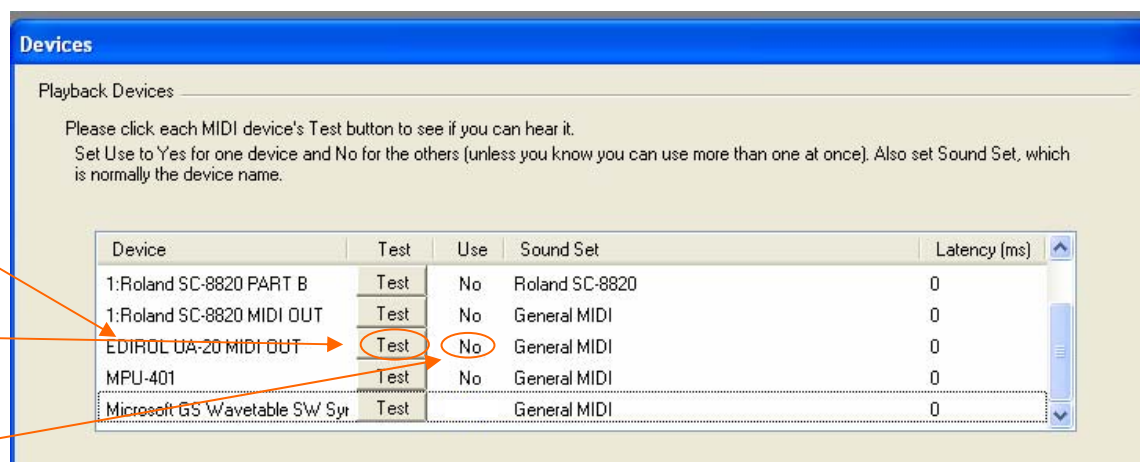 Devices
Playback Devices
Please click each MIDI device's Test button to see if you can hear it.
Set Use to Yes for one device and No for the others (unless you know you can use more than one at once). Also set Sound Set, which
is normally the device name.
Device Test Use Sound Set Latency (ms)
1:Roland SC-8820 PART B Test No Roland SC-8820 0
1:Roland SC-8820 MIDI OUT Test No General MIDI 0
EDIROL UA-20 MIDI OUT Test No General MIDI 0
MPU-401 Test No General MIDI 0
Microsoft GS Wavetable SW Syr Test General MIDI 0